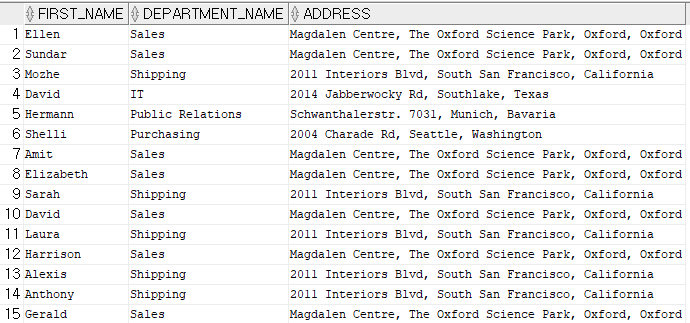 FIRST_NAME DEPARTMENT_NAME ADDRESS
1 Ellen Sales Magdalen Centre, The Oxford Science Park, Oxford, Oxford
2 Sundar Sales Magdalen Centre, The Oxford Science Park, Oxford, Oxford
3 Mozhe Shipping 2011 Interiors Blvd, South San Francisco, California
4 David IT 2014 Jabberwocky Rd, Southlake, Texas
5 Hermann Public Relations Schwanthalerstr. 7031, Munich, Bavaria
6 Shelli Purchasing 2004 Charade Rd, Seattle, Washington
7 Amit Sales Magdalen Centre, The Oxford Science Park, Oxford, Oxford
8 Elizabeth Sales Magdalen Centre, The Oxford Science Park, Oxford, Oxford
9 Sarah Shipping 2011 Interiors Blvd, South San Francisco, California
10 David Sales Magdalen Centre, The Oxford Science Park, Oxford, Oxford
11 Laura Shipping 2011 Interiors Blvd, South San Francisco, California
12 Harrison Sales Magdalen Centre, The Oxford Science Park, Oxford, Oxford
13 Alexis Shipping 2011 Interiors Blvd, South San Francisco, California
14 Anthony Shipping 2011 Interiors Blvd, South San Francisco, California
15 Gerald Sales Magdalen Centre, The Oxford Science Park, Oxford, Oxford